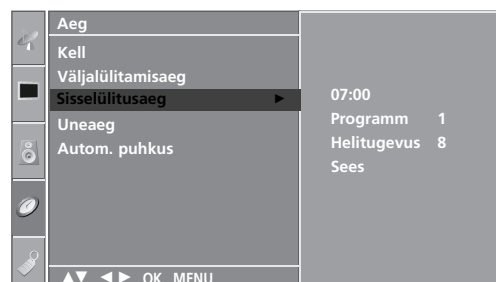 Aeg
Kell
Väljalülitamisaeg
Sisselülitusaeg ►
Uneaeg
Autom. puhkus
07:00
Programm 1
Helitugevus 8
Sees
▲▼ ◄► OK MENU